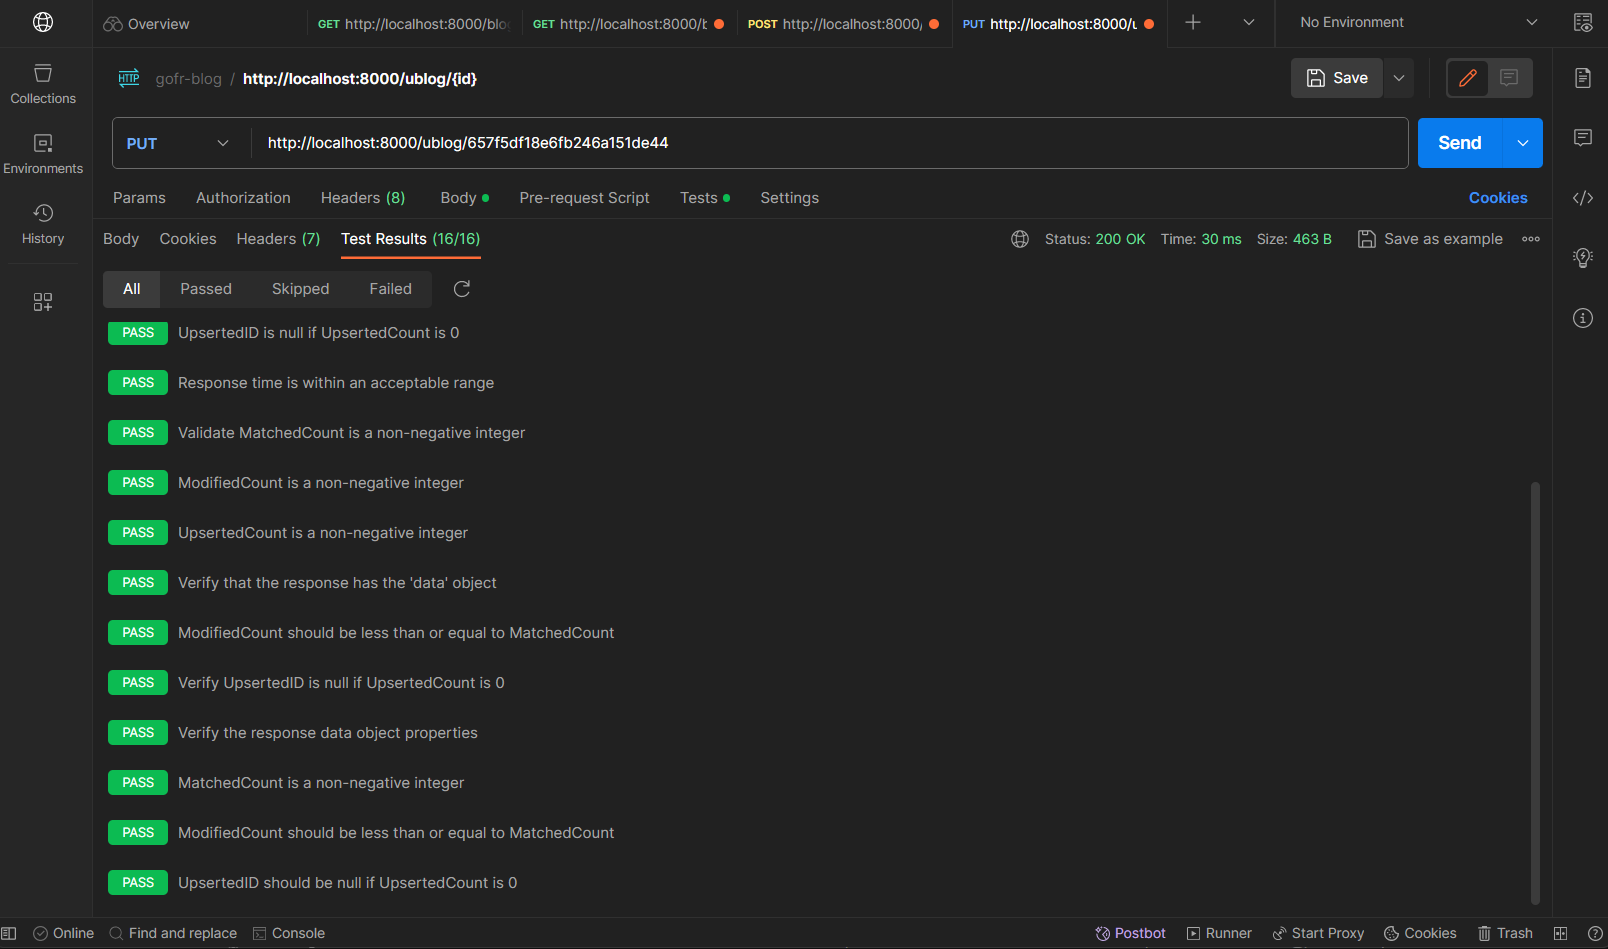 Overview
GET http://localhost:8000/blo
GET http://localhost:8000/b
POST http://localhost:8000/
PUT http://localhost:8000/u
No Environment
Collections
Environments
History
HTTP gofr-blog / http://localhost:8000/ublog/{id}
Save
PUT http://localhost:8000/ublog/657f5df18e6fb246a151de44
Send
Params Authorization Headers (8) Body Pre-request Script Tests Settings Cookies
Body Cookies Headers (7) Test Results (16/16) Status: 200 OK Time: 30 ms Size: 463 B Save as example
All Passed Skipped Failed
PASS UpsertedID is null if UpsertedCount is 0
PASS Response time is within an acceptable range
PASS Validate MatchedCount is a non-negative integer
PASS ModifiedCount is a non-negative integer
PASS UpsertedCount is a non-negative integer
PASS Verify that the response has the 'data' object
PASS ModifiedCount should be less than or equal to MatchedCount
PASS Verify UpsertedID is null if UpsertedCount is 0
PASS Verify the response data object properties
PASS MatchedCount is a non-negative integer
PASS ModifiedCount should be less than or equal to MatchedCount
PASS UpsertedID should be null if UpsertedCount is 0
Online Find and replace Console Postbot Runner Start Proxy Cookies Trash